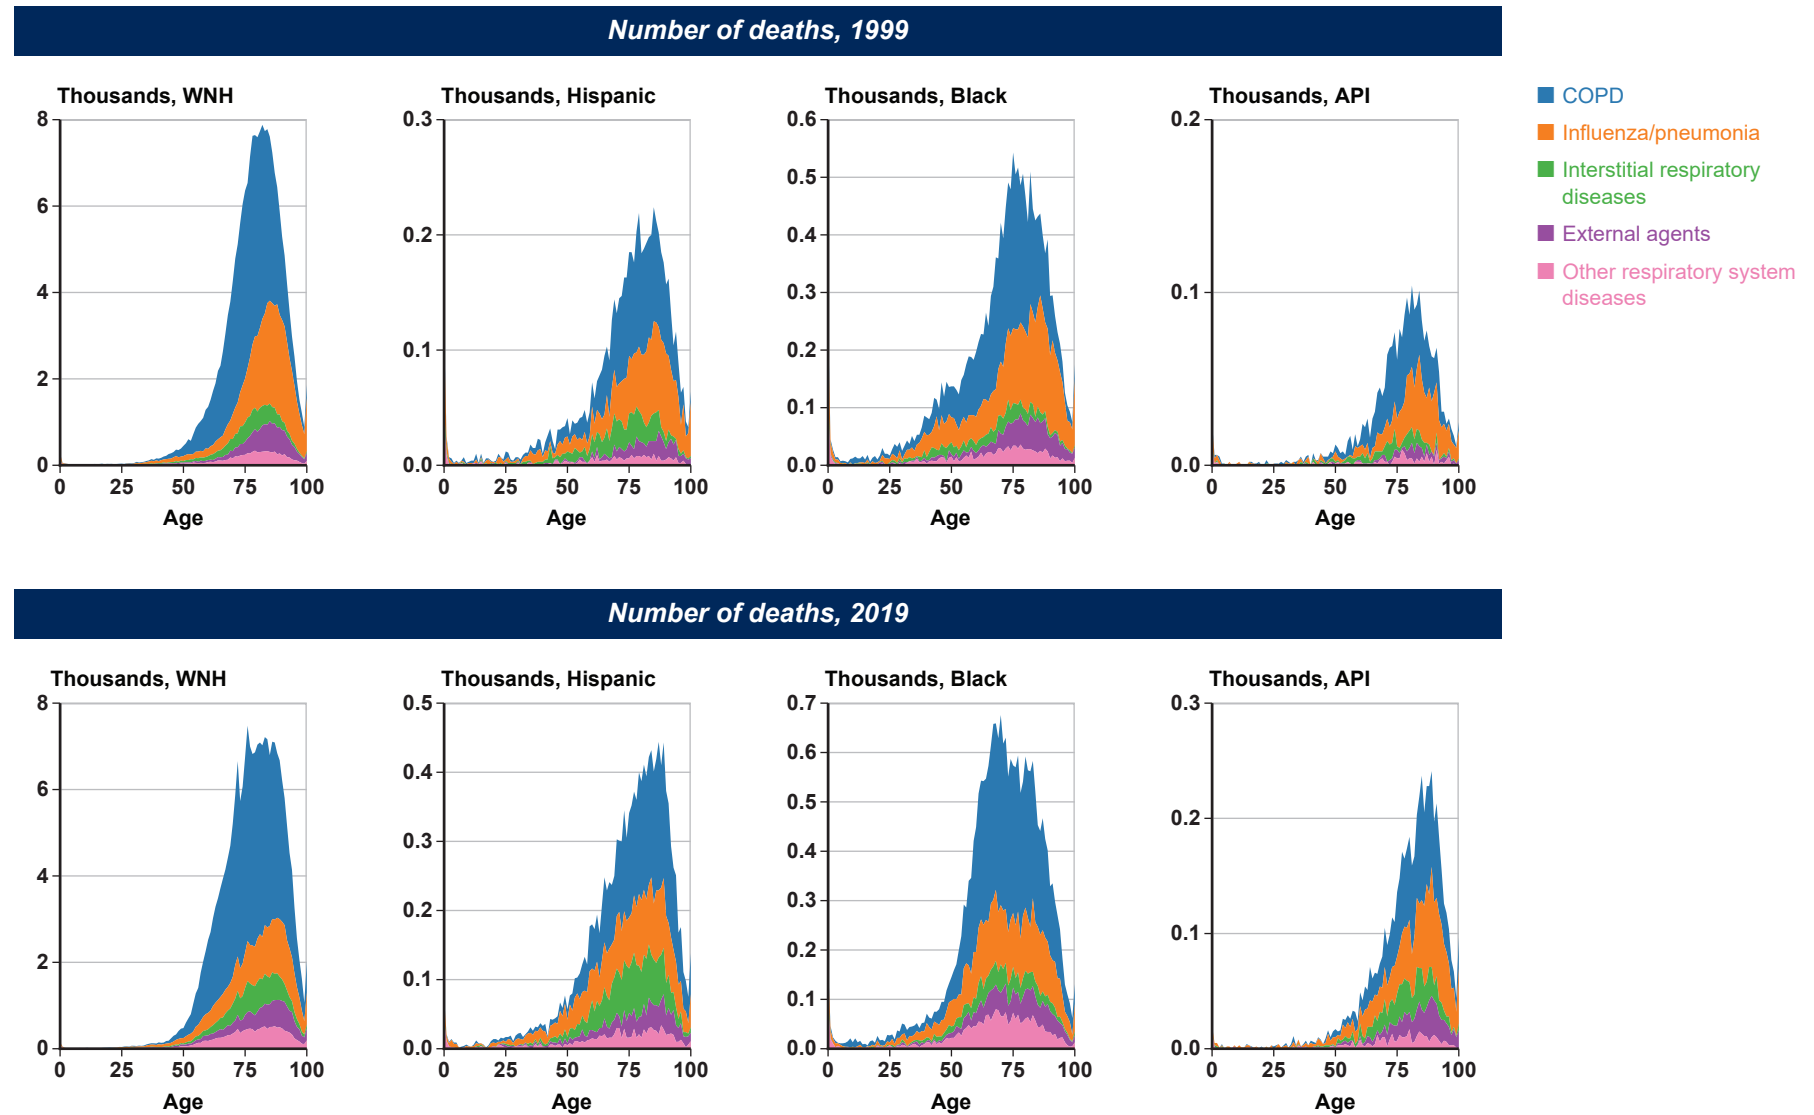 Number of deaths, 1999
Thousands, WNH
Thousands, Hispanic
Thousands, Black
Thousands, API
8
6
4
2
0
0 25 50 75 100
Age
0.3
0.2
0.1
0.0
0 25 50 75 100
Age
0.6
0.5
0.4
0.3
0.2
0.1
0.0
0 25 50 75 100
Age
0.2
0.1
0.0
0 25 50 75 100
Age
COPD
Influenza/pneumonia
Interstitial respiratory
diseases
External agents
Other respiratory system
diseases
Number of deaths, 2019
Thousands, WNH
Thousands, Hispanic
Thousands, Black
Thousands, API
8
6
4
2
0
0 25 50 75 100
Age
0.5
0.4
0.3
0.2
0.1
0.0
0 25 50 75 100
Age
0.7
0.6
0.5
0.4
0.3
0.2
0.1
0.0
0 25 50 75 100
Age
0.3
0.2
0.1
0.0
0 25 50 75 100
Age